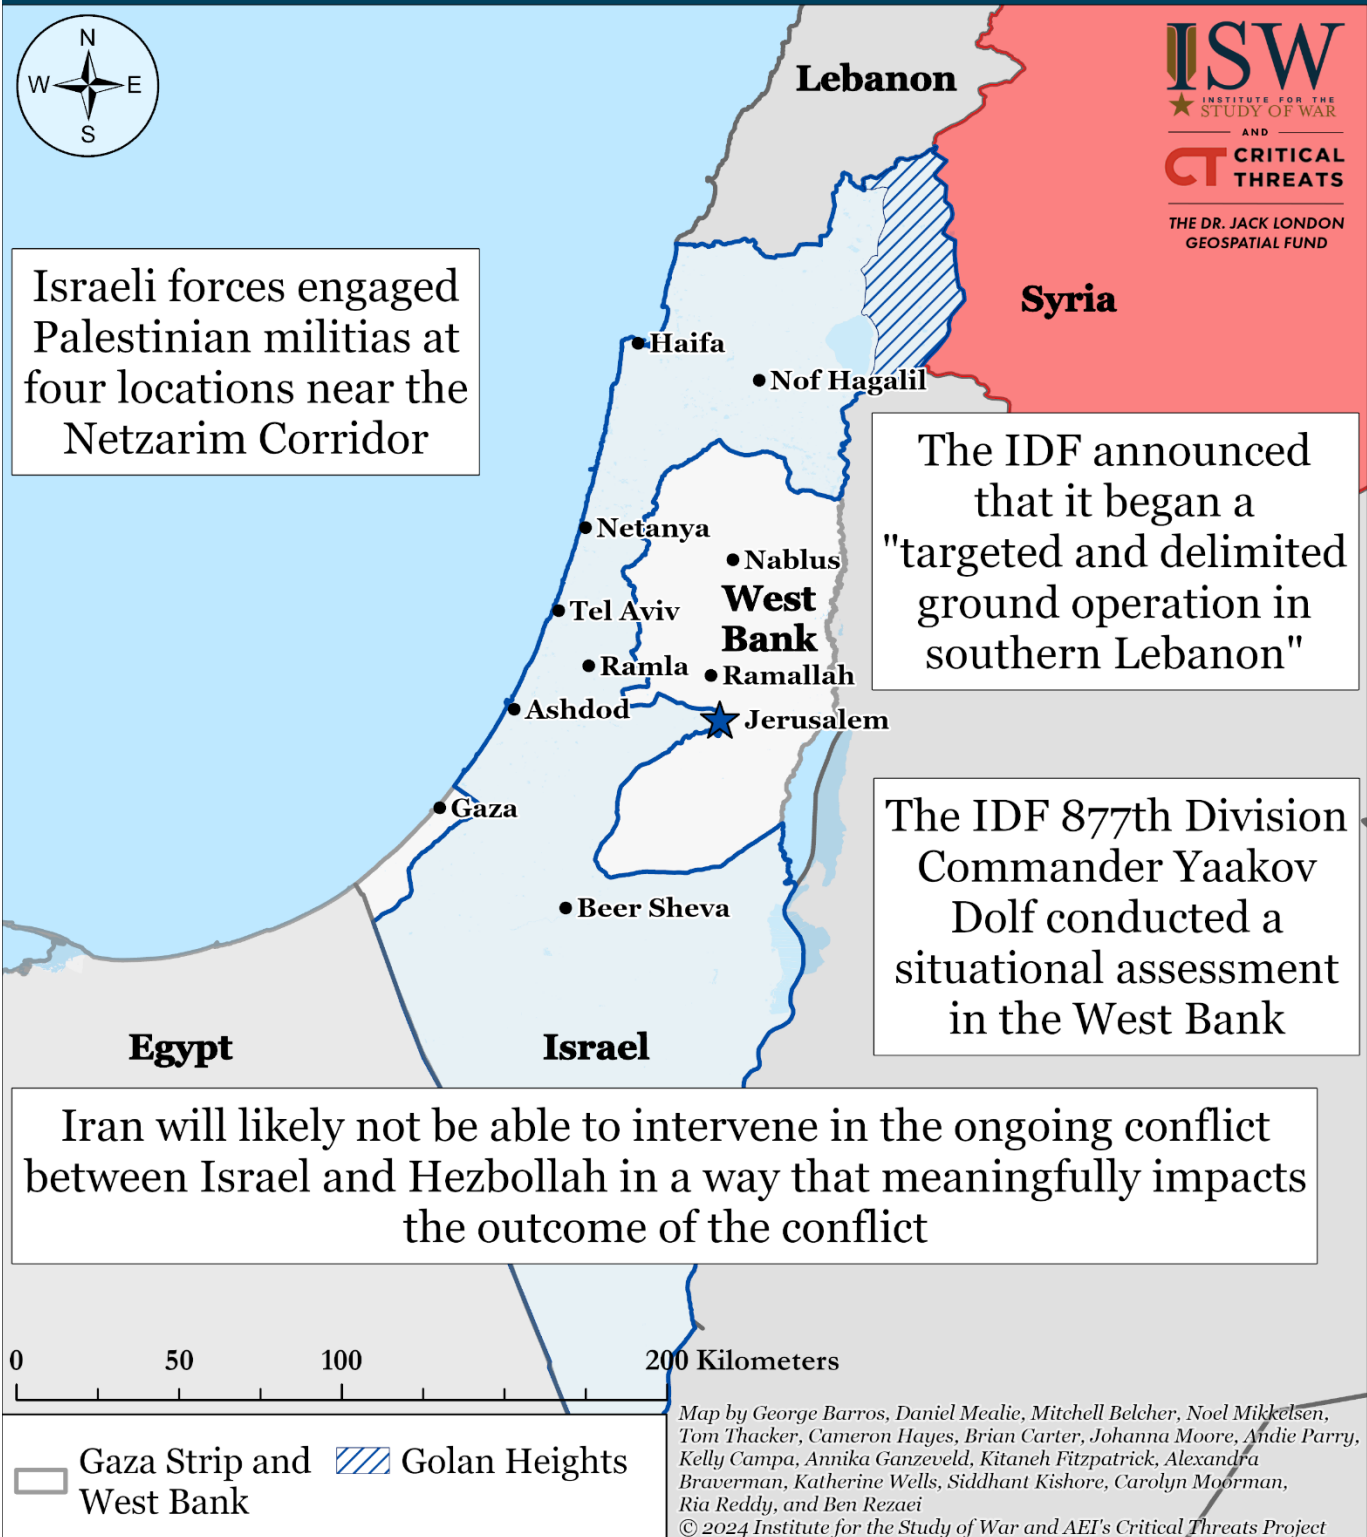 N
W
E
S
Lebanon
ISW
INSTITUTE FOR THE
STUDY OF WAR
AND
CT CRITICAL
THREATS
THE DR. JACK LONDON
GEOSPATIAL FUND
Israeli forces engaged
Palestinian militias at
four locations near the
Netzarim Corridor
Syria
Haifa
Nof Hagalil
The IDF announced
that it began a
"targeted and delimited
ground operation in
southern Lebanon"
Netanya
Nablus
West
Bank
Tel Aviv
Ramla
Ramallah
Ashdod
Jerusalem
Gaza
The IDF 877th Division
Commander Yaakov
Dolf conducted a
situational assessment
in the West Bank
Beer Sheva
Egypt
Israel
Iran will likely not be able to intervene in the ongoing conflict
between Israel and Hezbollah in a way that meaningfully impacts
the outcome of the conflict
0 50 100 200 Kilometers
Gaza Strip and
West Bank
Golan Heights
Map by George Barros, Daniel Mealie, Mitchell Belcher, Noel Mikkelsen,
Tom Thacker, Cameron Hayes, Brian Carter, Johanna Moore, Andie Parry,
Kelly Campa, Annika Ganzeveld, Kitaneh Fitzpatrick, Alexandra
Braverman, Katherine Wells, Siddhant Kishore, Carolyn Moorman,
Ria Reddy, and Ben Rezaei
© 2024 Institute for the Study of War and AEI's Critical Threats Project